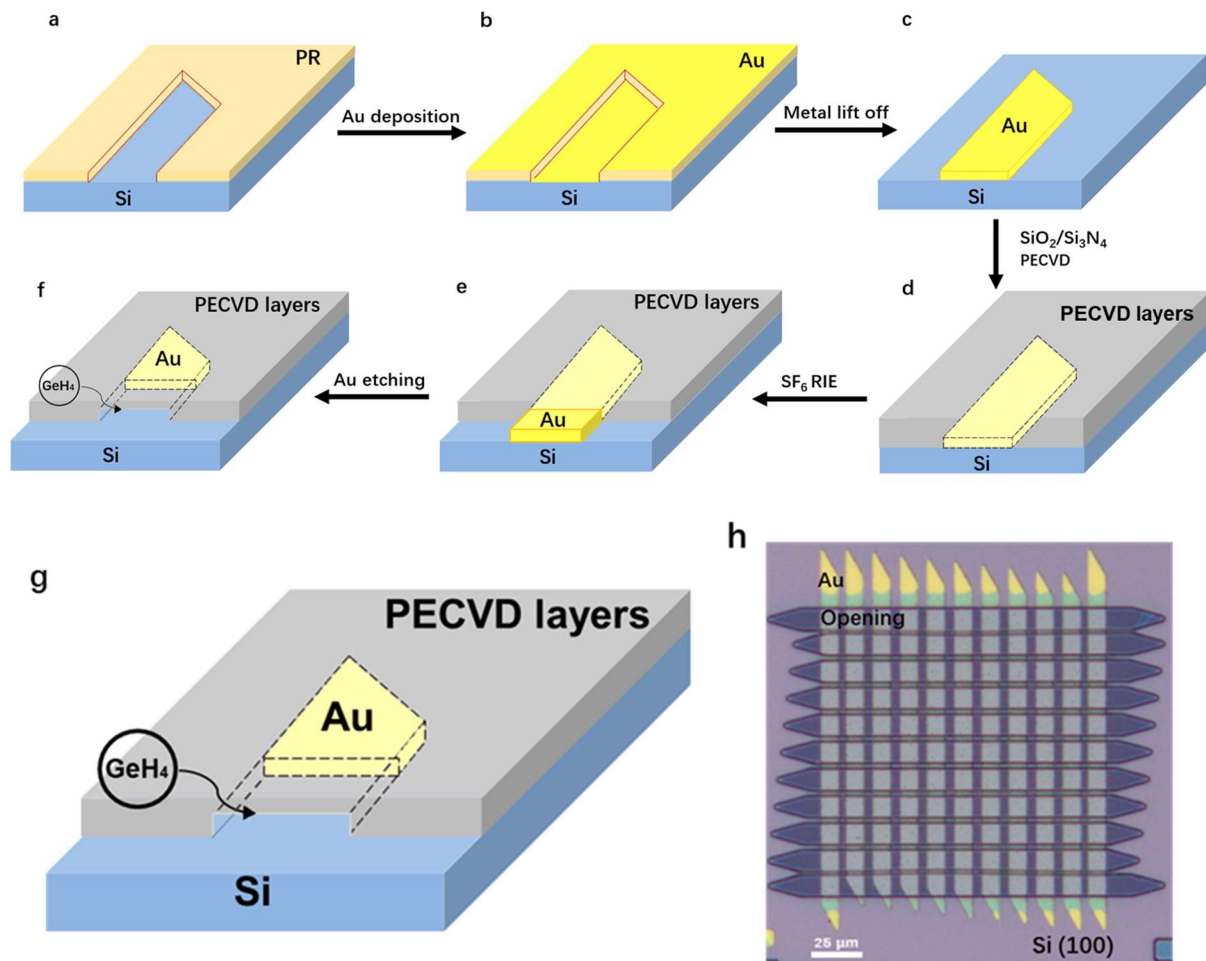 a
PR
Si
Au deposition
b
Au
Si
Metal lift off
c
Au
Si
SiO₂/Si₃N₄
PECVD
f
PECVD layers
Au
GeH₄
Si
Au etching
e
PECVD layers
Au
Si
SF₆ RIE
d
PECVD layers
Si
g
PECVD layers
Au
GeH₄
Si
h
Au
Opening
25 μm
Si (100)